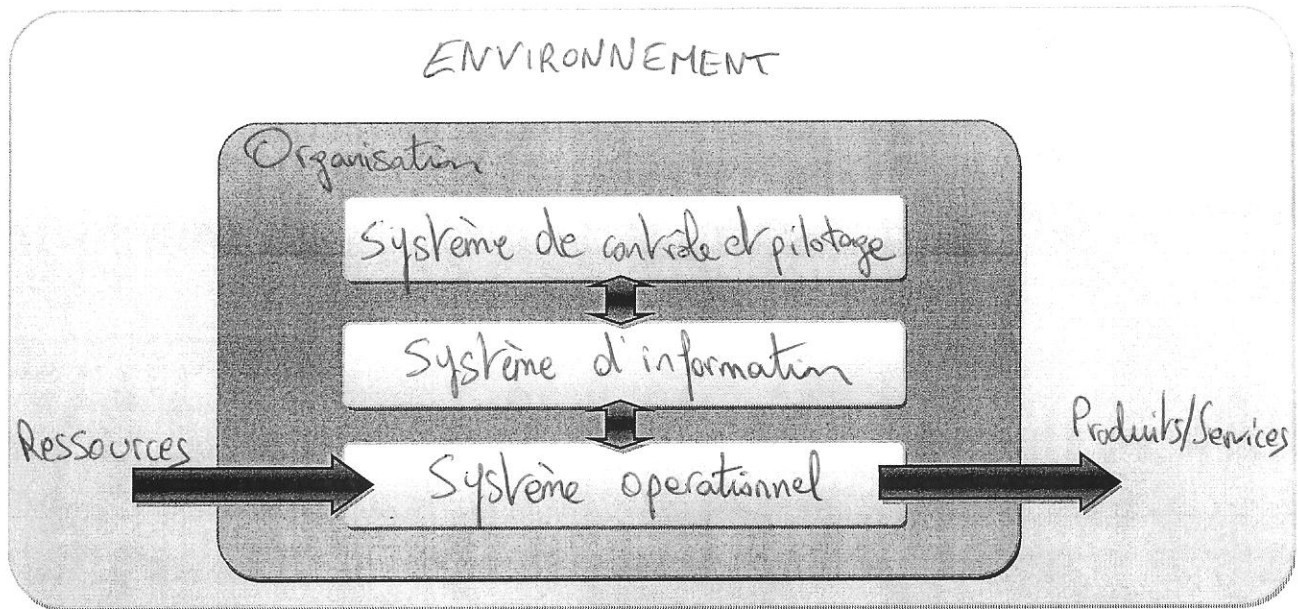 ENVIRONNEMENT
Organisation
Système de contrôle et pilotage
Système d'information
Ressources
Système operationnel
Produits/Services